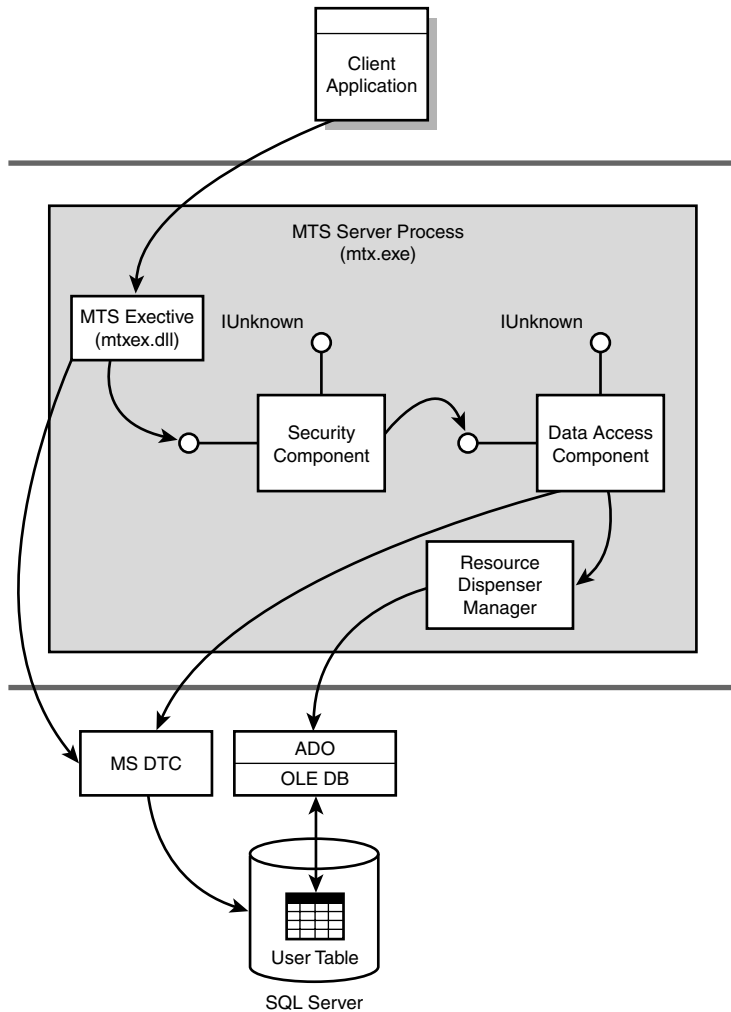 Client
Application
MTS Server Process
(mtx.exe)
MTS Exective
(mtxex.dll)
IUnknown
IUnknown
Security
Component
Data Access
Component
Resource
Dispenser
Manager
MS DTC
ADO
OLE DB
User Table
SQL Server